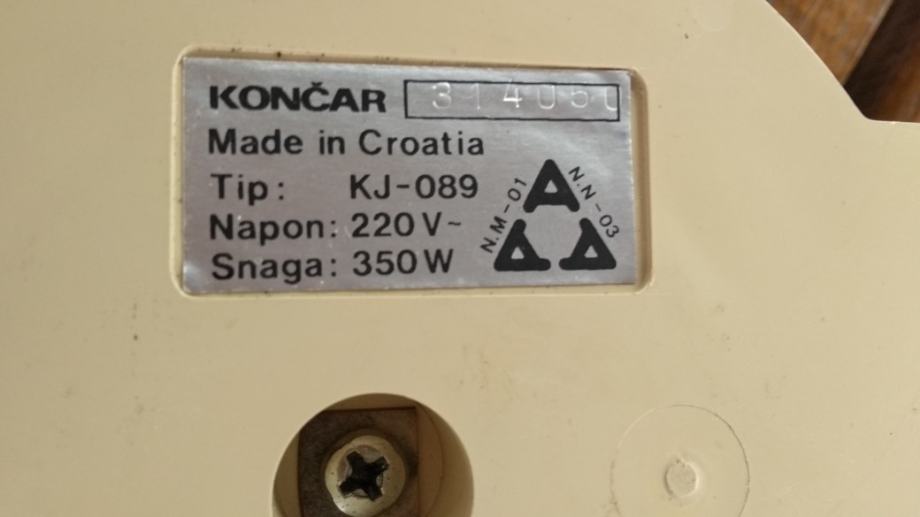 KONČAR 314050
Made in Croatia
Tip: KJ-089
Napon: 220 V~
Snaga: 350 W
N.M-01
N.N-03